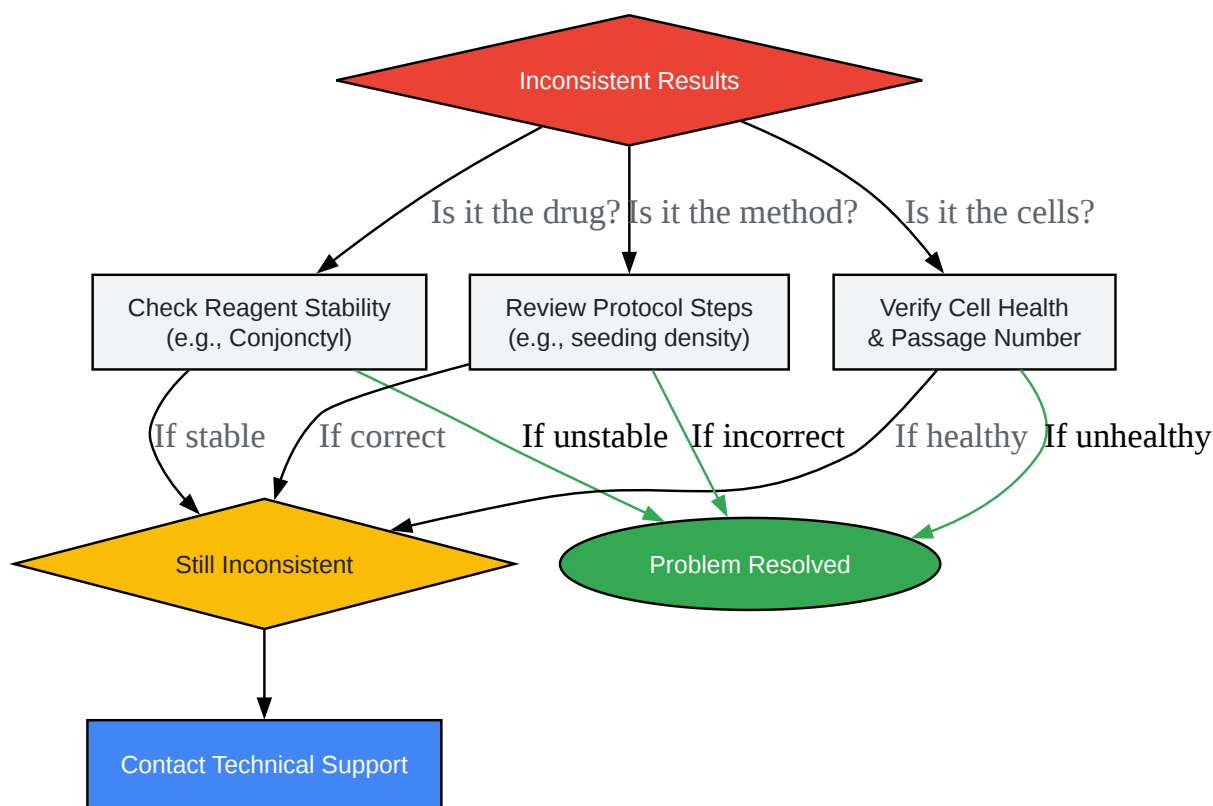 Inconsistent Results
Is it the drug?
Is it the method?
Is it the cells?
Check Reagent Stability
(e.g., Conjonctyl)
Review Protocol Steps
(e.g., seeding density)
Verify Cell Health
& Passage Number
If stable
If correct
If unstable
If incorrect
If healthy
If unhealthy
Still Inconsistent
Problem Resolved
Contact Technical Support